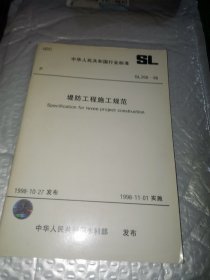 中华人民共和国行业标准
SL
SL260-98
堤防工程施工规范
Specification for levee project construction
1998-10-27 发布
1998-11-01 实施
中华人民共和国水利部 发布